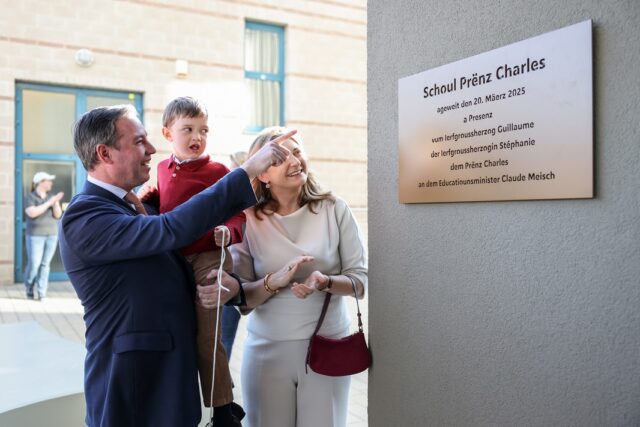 Schoul Prënz Charles
ageweit den 20. Mäerz 2025
a Presenz
vum Ierfgroussherzog Guillaume
der Ierfgroussherzogin Stéphanie
dem Prënz Charles
an dem Educatiounsminister Claude Meisch